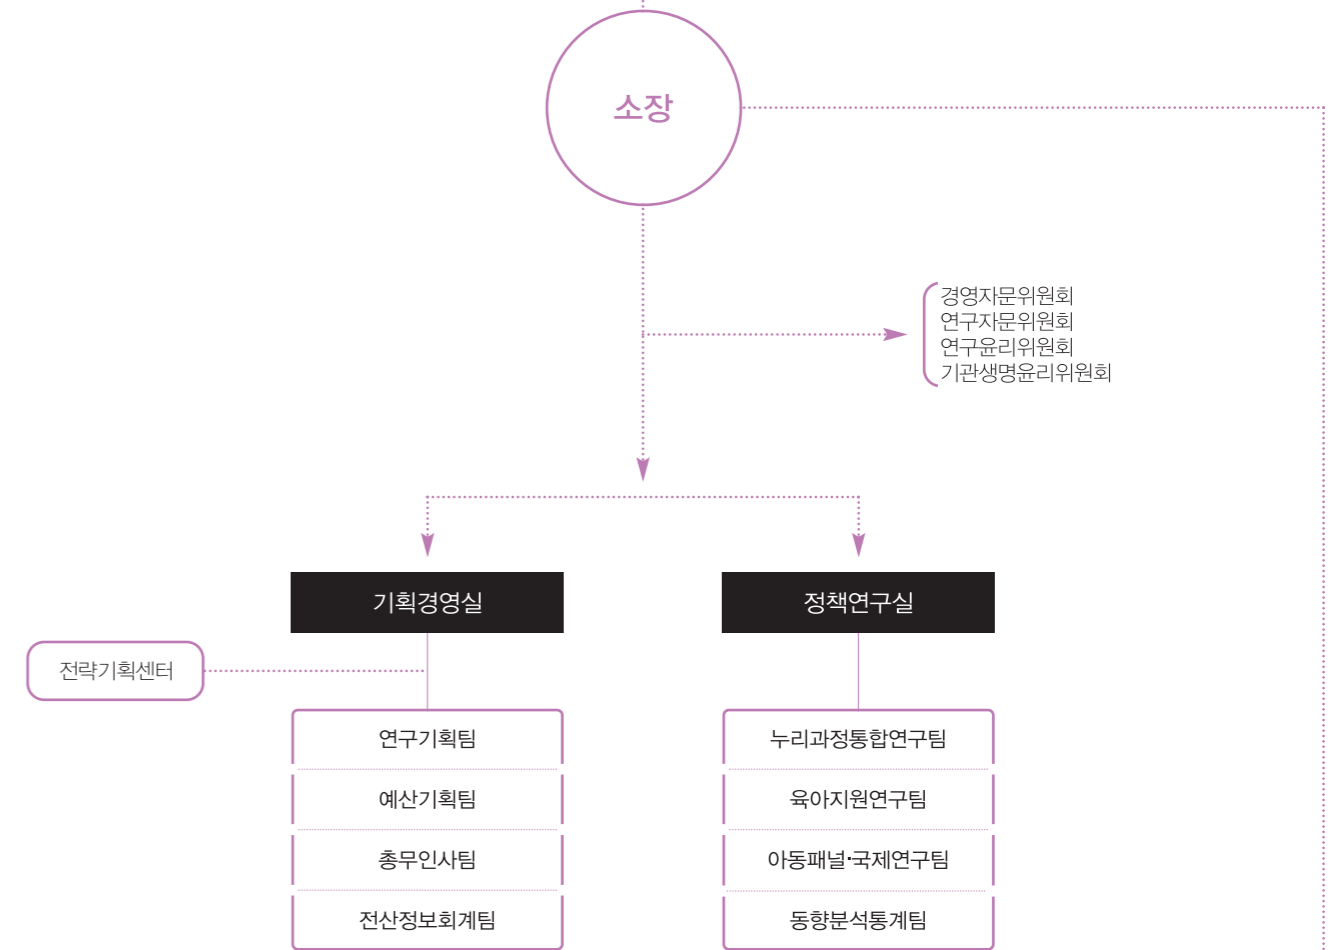 소장
경영자문위원회
연구자문위원회
연구윤리위원회
기관생명윤리위원회
기획경영실
정책연구실
전략기획센터
연구기획팀
예산기획팀
총무인사팀
전산정보회계팀
누리과정통합연구팀
육아지원연구팀
아동패널·국제연구팀
동향분석통계팀